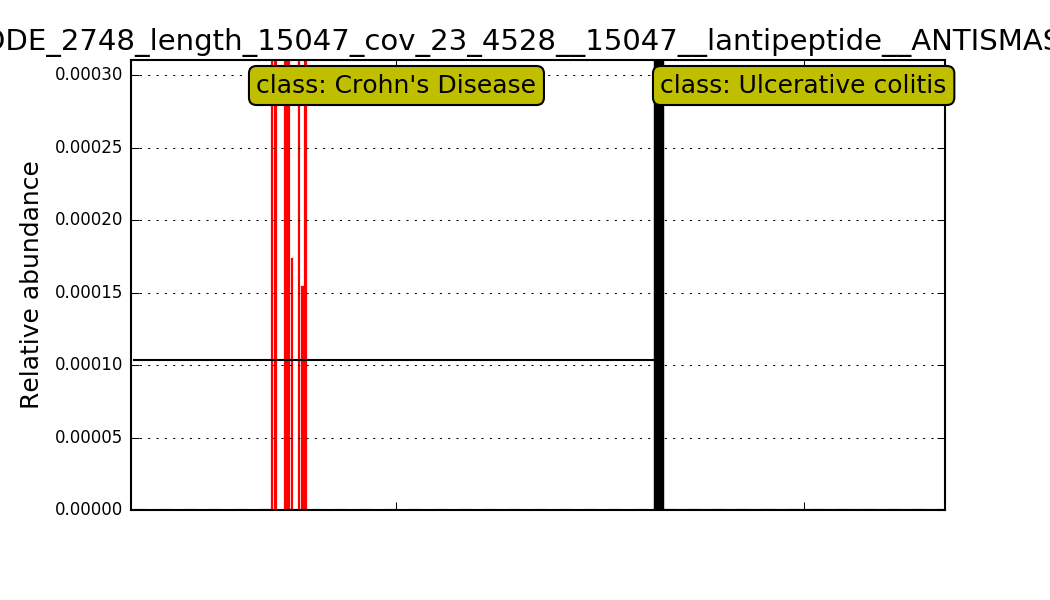 ODE_2748_length_15047_cov_23_4528__15047__lantipeptide__ANTISMAS
0.00030
class: Crohn's Disease
class: Ulcerative colitis
0.00025
0.00020
0.00015
0.00010
0.00005
0.00000
Relative abundance